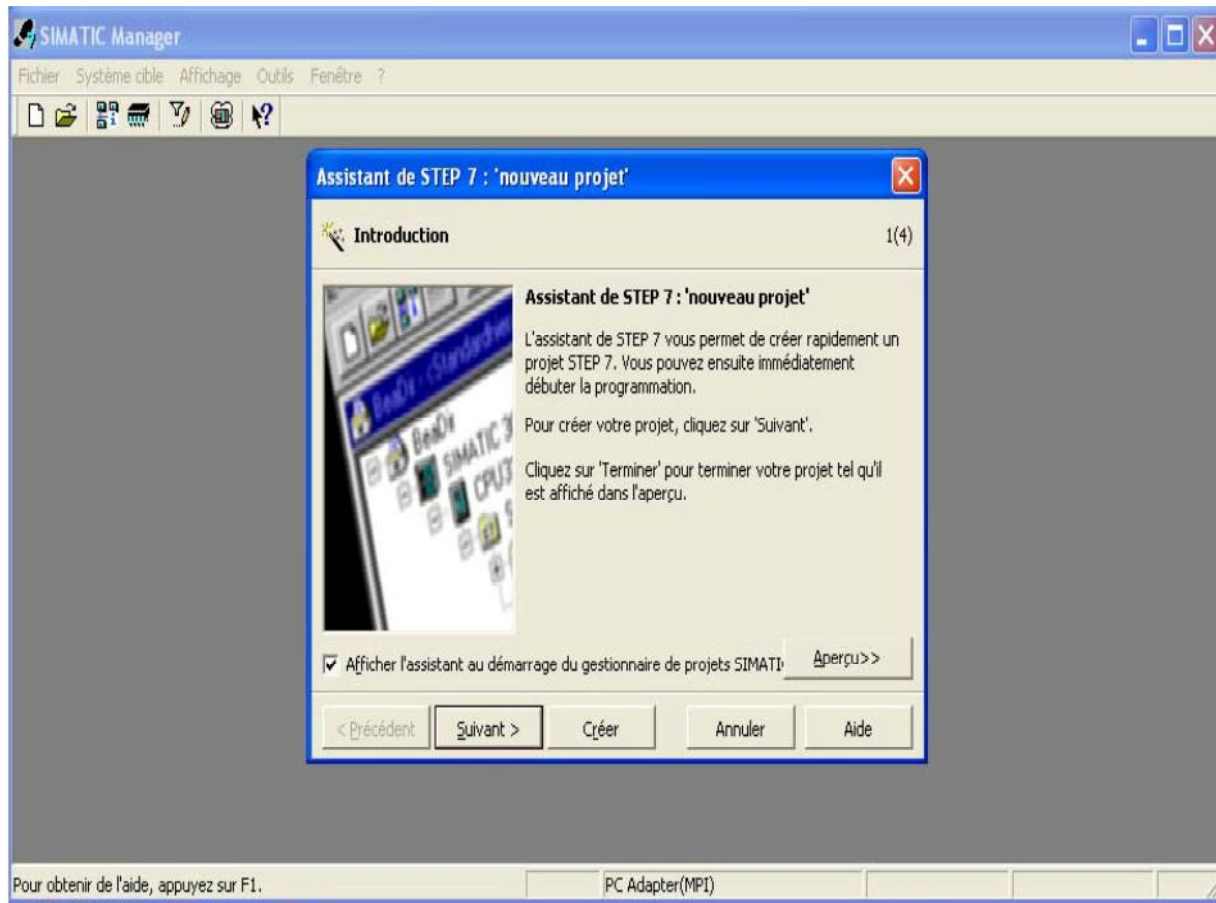 SIMATIC Manager
Fichier Système cible Affichage Outils Fenêtre ?
Assistant de STEP 7 : 'nouveau projet'
Introduction
1(4)
Assistant de STEP 7 : 'nouveau projet'
L'assistant de STEP 7 vous permet de créer rapidement un
projet STEP 7. Vous pouvez ensuite immédiatement
débuter la programmation.
Pour créer votre projet, cliquez sur 'Suivant'.
Cliquez sur 'Terminer' pour terminer votre projet tel qu'il
est affiché dans l'aperçu.
BeaDir
SIMATIC 3
CPU3
Afficher l'assistant au démarrage du gestionnaire de projets SIMATI
Aperçu>>
< Précédent
Suivant >
Créer
Annuler
Aide
Pour obtenir de l'aide, appuyez sur F1.
PC Adapter(MPI)